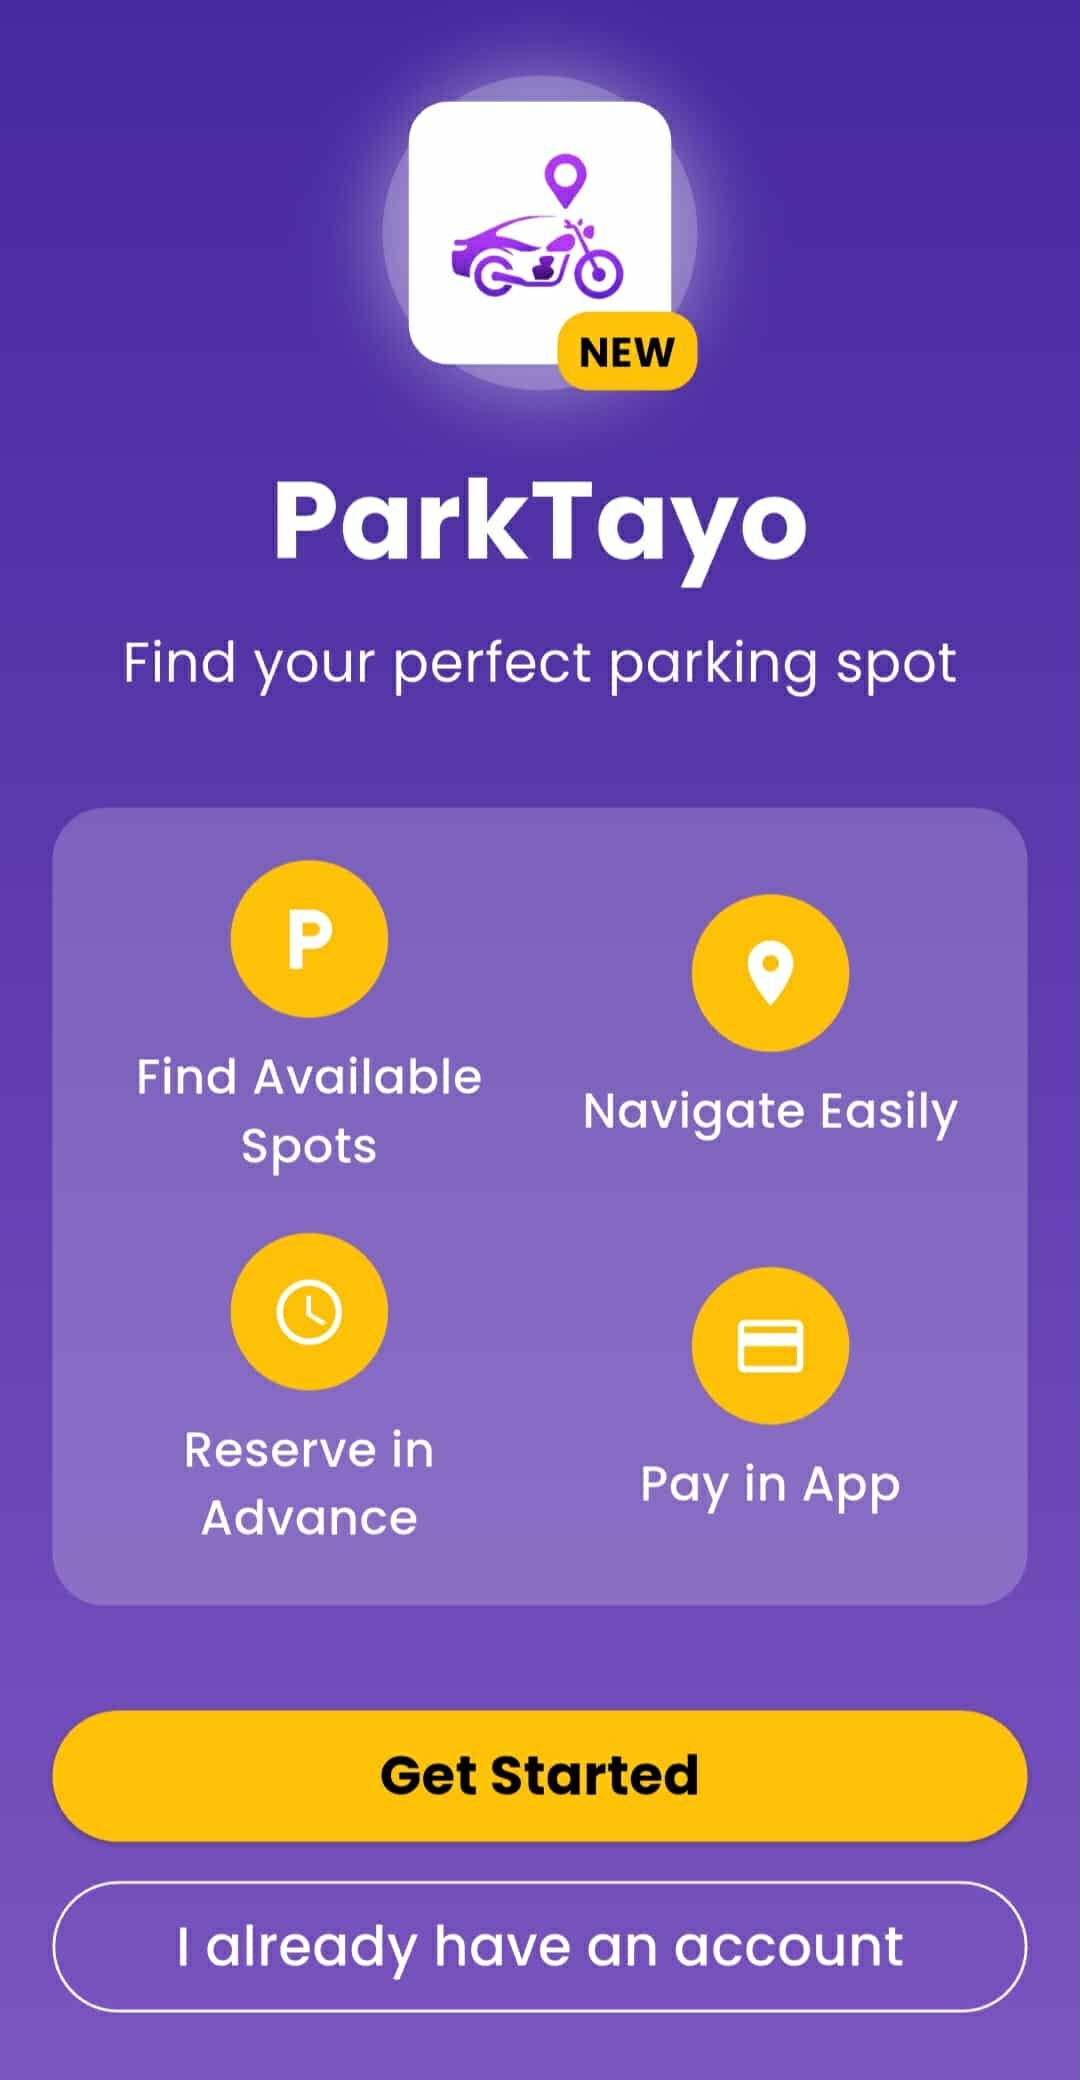 NEW
ParkTayo
Find your perfect parking spot
P
Find Available
Spots
Navigate Easily
Reserve in
Advance
Pay in App
Get Started
I already have an account